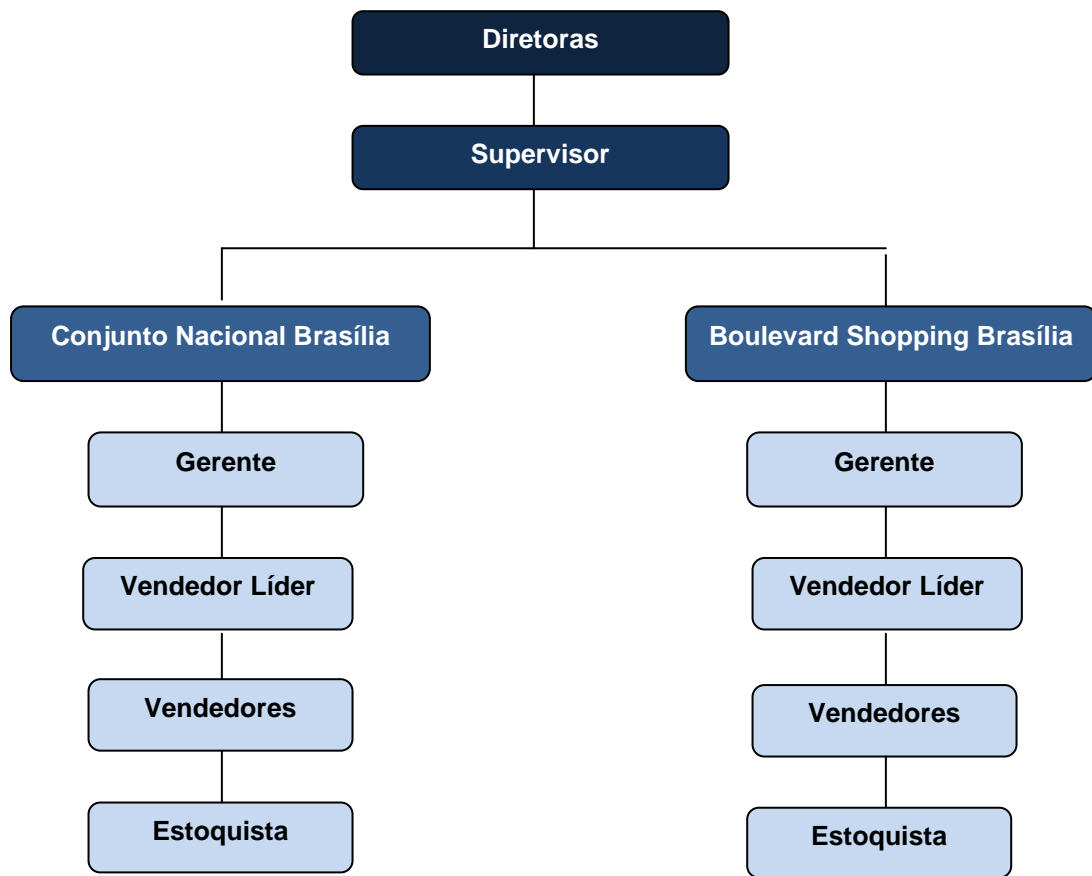 Diretoras
Supervisor
Conjunto Nacional Brasília
Boulevard Shopping Brasília
Gerente
Gerente
Vendedor Líder
Vendedor Líder
Vendedores
Vendedores
Estoquista
Estoquista